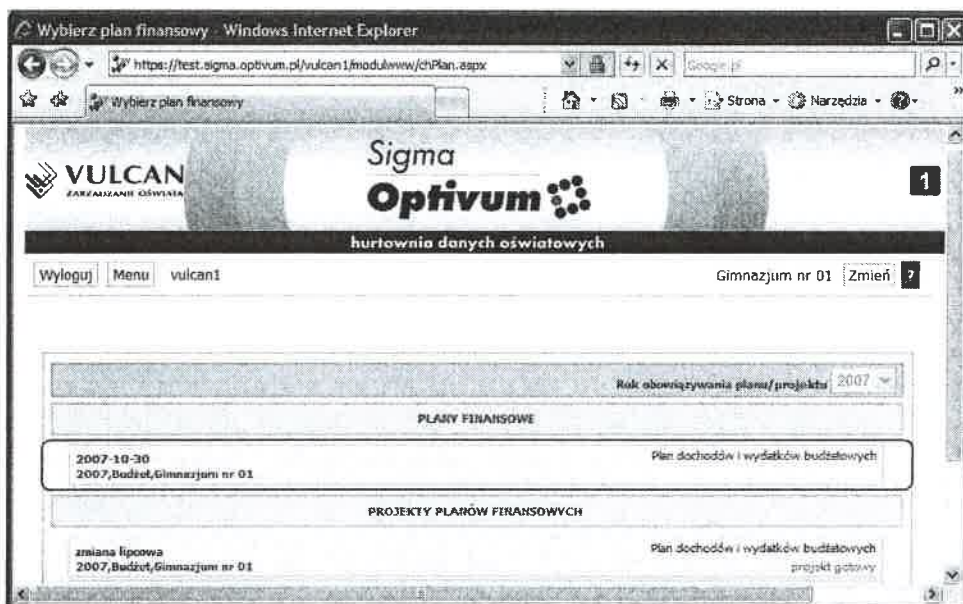 Wybierz plan finansowy - Windows Internet Explorer
https://test.sigma.optivum.pl/vulcan1/modulwww/chPlan.aspx
Google.pl
Wybierz plan finansowy
Strona
Narzędzia
VULCAN
ZARZĄDZANIE OŚWIATĄ
Sigma
Optivum
1
hurtownia danych oświatowych
Wyloguj Menu vulcan1 Gimnazjum nr 01 Zmień ?
Rok obowiązywania planu/projektu 2007
PLANY FINANSOWE
2007-10-30 Plan dochodów i wydatków budżetowych
2007,Budżet,Gimnazjum nr 01
PROJEKTY PLANÓW FINANSOWYCH
zmiana lipcowa Plan dochodów i wydatków budżetowych
2007,Budżet,Gimnazjum nr 01 projekt gotowy